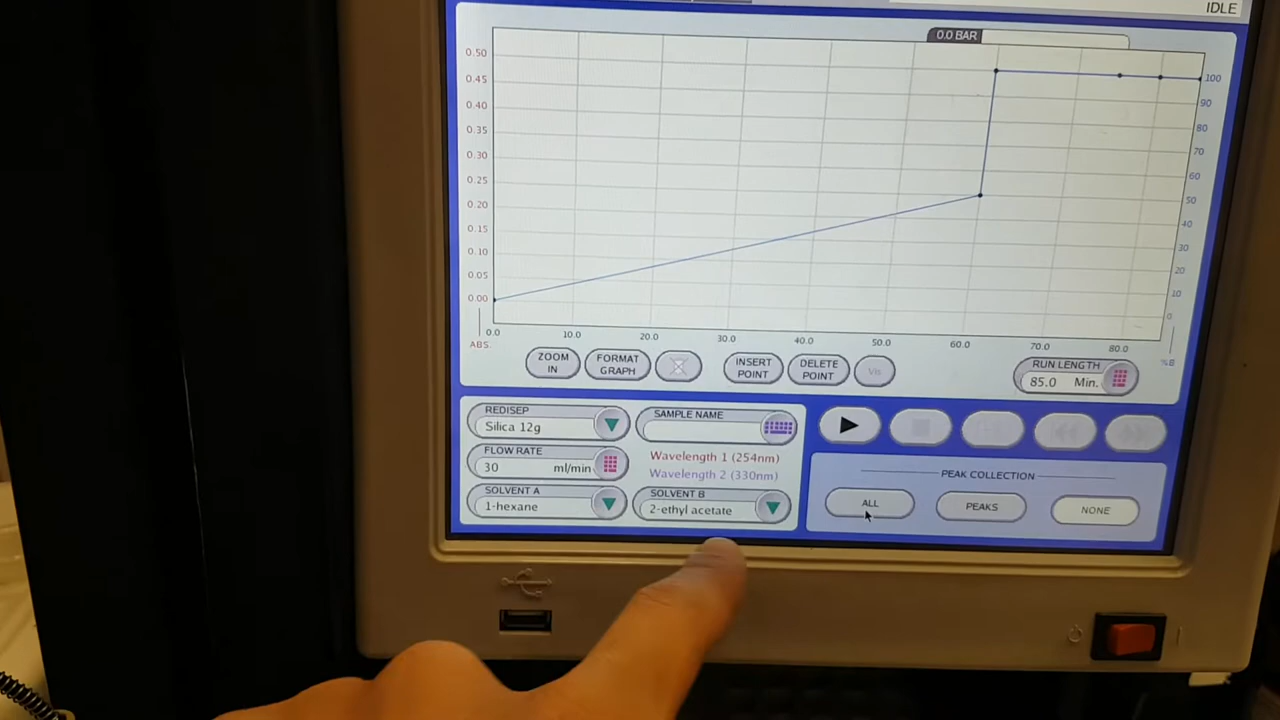 IDLE
0.0 BAR
0.50
0.45
0.40
0.35
0.30
0.25
0.20
0.15
0.10
0.05
0.00
ABS.
100
90
80
70
60
50
40
30
20
10
0
%B
0.0 10.0 20.0 30.0 40.0 50.0 60.0 70.0 80.0
ZOOM IN
FORMAT GRAPH
INSERT POINT
DELETE POINT
Vis
RUN LENGTH
85.0 Min.
REDISEP
Silica 12g
SAMPLE NAME
FLOW RATE
30 ml/min
Wavelength 1 (254nm)
Wavelength 2 (330nm)
SOLVENT A
1-hexane
SOLVENT B
2-ethyl acetate
PEAK COLLECTION
ALL
PEAKS
NONE